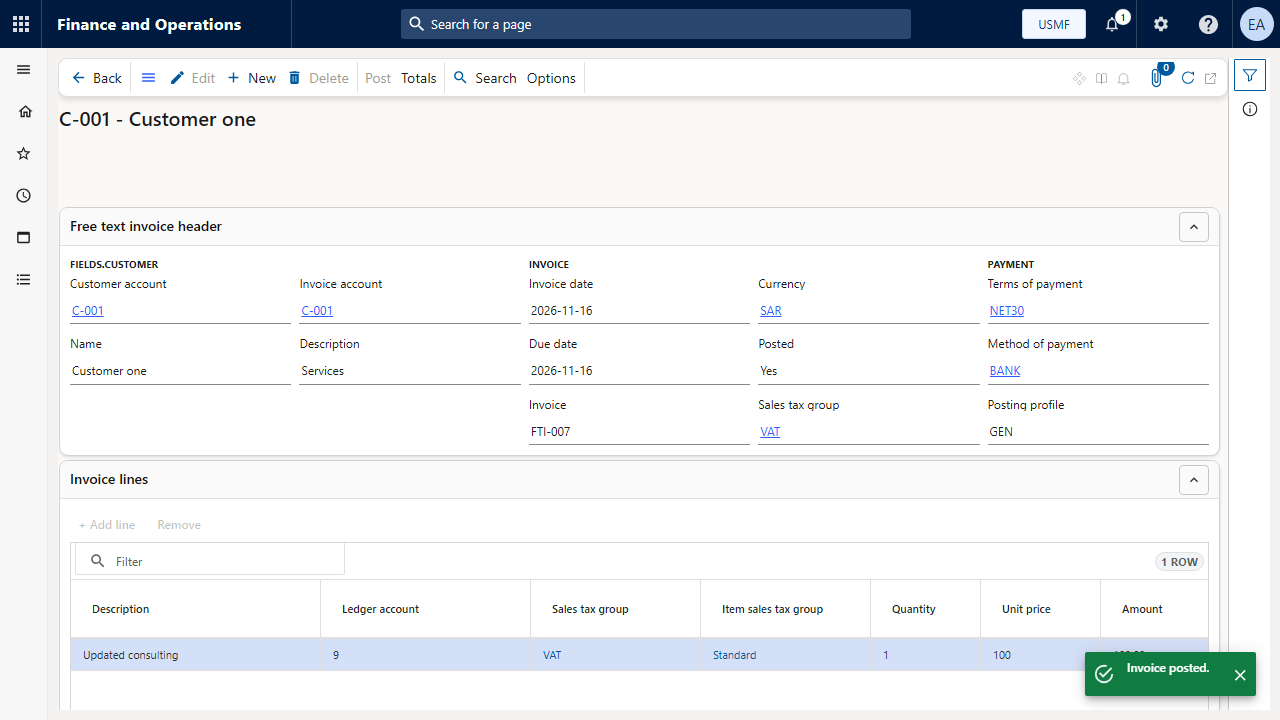 Finance and Operations
Search for a page
USMF
1
EA
Back
Edit
New
Delete
Post
Totals
Search
Options
0
C-001 - Customer one
Free text invoice header
FIELDS.CUSTOMER
INVOICE
PAYMENT
Customer account
Invoice account
Invoice date
Currency
Terms of payment
C-001
C-001
2026-11-16
SAR
NET30
Name
Description
Due date
Posted
Method of payment
Customer one
Services
2026-11-16
Yes
BANK
Invoice
Sales tax group
Posting profile
FTI-007
VAT
GEN
Invoice lines
+ Add line
Remove
Filter
1 ROW
Description
Ledger account
Sales tax group
Item sales tax group
Quantity
Unit price
Amount
Updated consulting
9
VAT
Standard
1
100
Invoice posted.